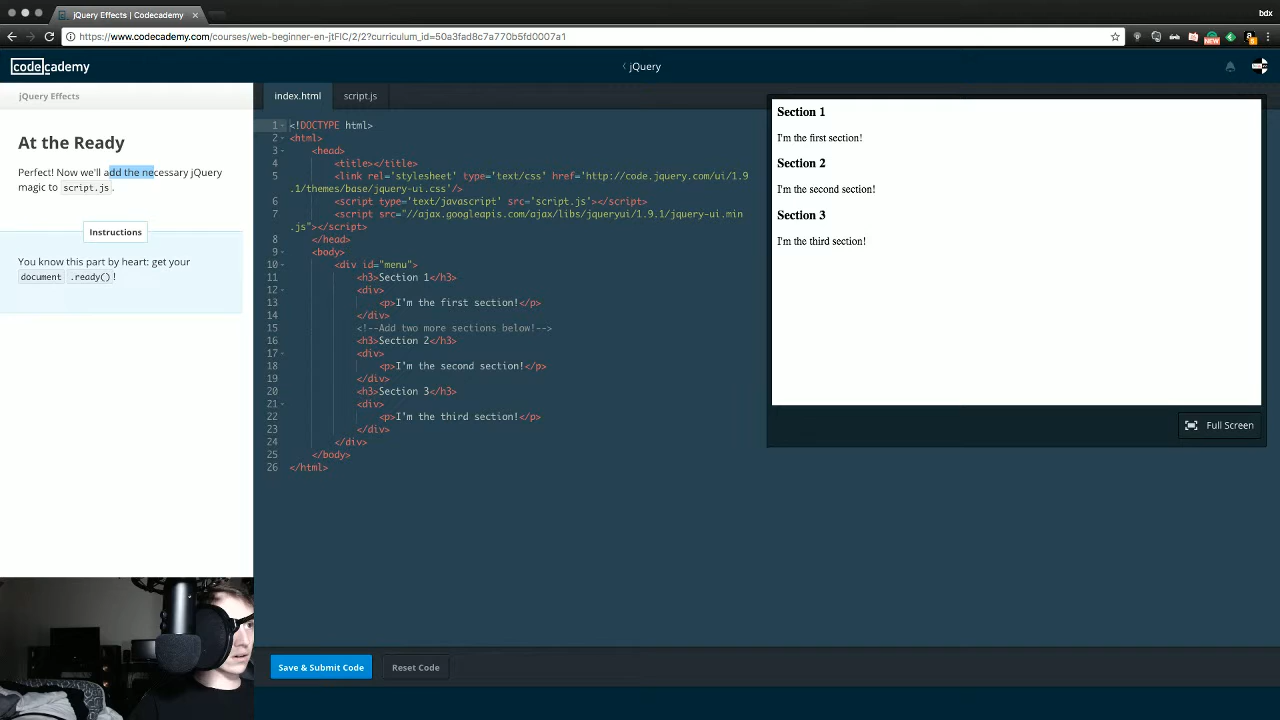 jQuery Effects | Codecademy
bdx
https://www.codecademy.com/courses/web-beginner-en-jtFIC/2/2?curriculum_id=50a3fad8c7a770b5fd0007a1
NEW
codecademy
jQuery
jQuery Effects
index.html
script.js
At the Ready
Perfect! Now we'll add the necessary jQuery
magic to script.js.
Instructions
You know this part by heart: get your
document .ready()!
1 <!DOCTYPE html>
2 <html>
3 <head>
4 <title></title>
5 <link rel='stylesheet' type='text/css' href='http://code.jquery.com/ui/1.9
.1/themes/base/jquery-ui.css'/>
6 <script type='text/javascript' src='script.js'></script>
7 <script src="//ajax.googleapis.com/ajax/libs/jqueryui/1.9.1/jquery-ui.min
.js"></script>
8 </head>
9 <body>
10 <div id="menu">
11 <h3>Section 1</h3>
12 <div>
13 <p>I'm the first section!</p>
14 </div>
15 <!--Add two more sections below!-->
16 <h3>Section 2</h3>
17 <div>
18 <p>I'm the second section!</p>
19 </div>
20 <h3>Section 3</h3>
21 <div>
22 <p>I'm the third section!</p>
23 </div>
24 </div>
25 </body>
26 </html>
Section 1
I'm the first section!
Section 2
I'm the second section!
Section 3
I'm the third section!
Full Screen
Save & Submit Code
Reset Code